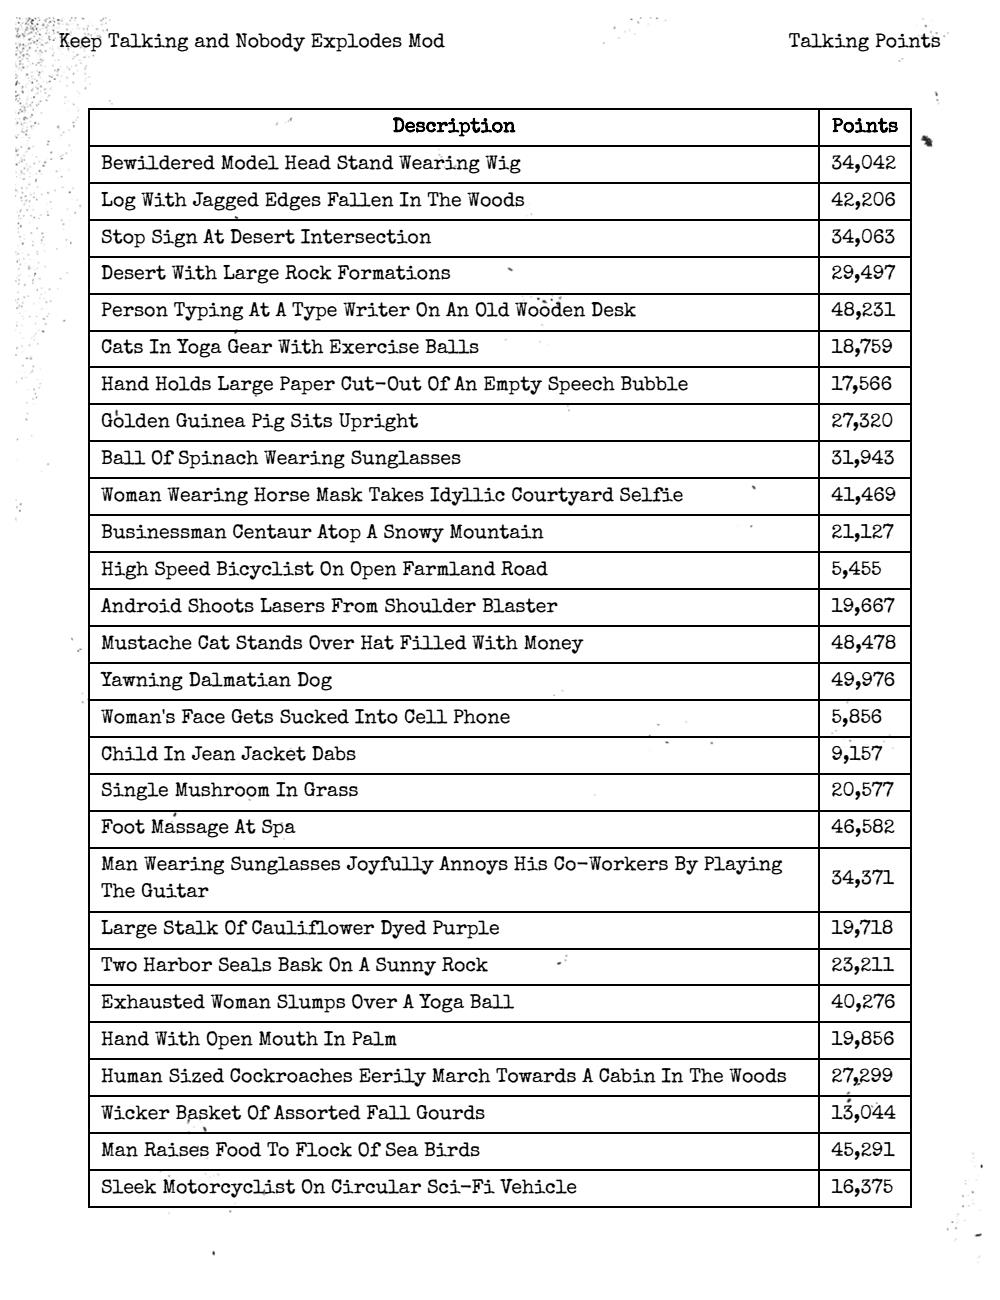 Keep Talking and Nobody Explodes Mod Talking Points
Description Points
Bewildered Model Head Stand Wearing Wig 34,042
Log With Jagged Edges Fallen In The Woods 42,206
Stop Sign At Desert Intersection 34,063
Desert With Large Rock Formations 29,497
Person Typing At A Type Writer On An Old Wooden Desk 48,231
Cats In Yoga Gear With Exercise Balls 18,759
Hand Holds Large Paper Cut-Out Of An Empty Speech Bubble 17,566
Golden Guinea Pig Sits Upright 27,320
Ball Of Spinach Wearing Sunglasses 31,943
Woman Wearing Horse Mask Takes Idyllic Courtyard Selfie 41,469
Businessman Centaur Atop A Snowy Mountain 21,127
High Speed Bicyclist On Open Farmland Road 5,455
Android Shoots Lasers From Shoulder Blaster 19,667
Mustache Cat Stands Over Hat Filled With Money 48,478
Yawning Dalmatian Dog 49,976
Woman's Face Gets Sucked Into Cell Phone 5,856
Child In Jean Jacket Dabs 9,157
Single Mushroom In Grass 20,577
Foot Massage At Spa 46,582
Man Wearing Sunglasses Joyfully Annoys His Co-Workers By Playing
The Guitar 34,371
Large Stalk Of Cauliflower Dyed Purple 19,718
Two Harbor Seals Bask On A Sunny Rock 23,211
Exhausted Woman Slumps Over A Yoga Ball 40,276
Hand With Open Mouth In Palm 19,856
Human Sized Cockroaches Eerily March Towards A Cabin In The Woods 27,299
Wicker Basket Of Assorted Fall Gourds 13,044
Man Raises Food To Flock Of Sea Birds 45,291
Sleek Motorcyclist On Circular Sci-Fi Vehicle 16,375